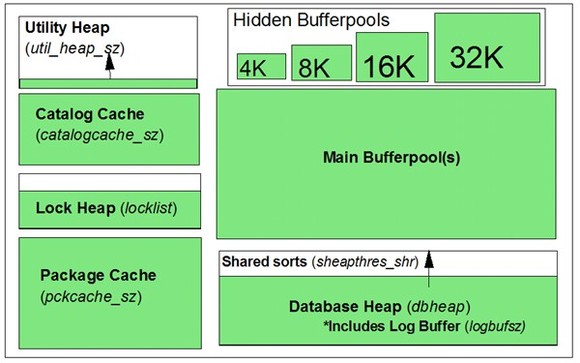 Utility Heap
(util_heap_sz)
Catalog Cache
(catalogcache_sz)
Lock Heap (locklist)
Package Cache
(pckcache_sz)
Hidden Bufferpools
4K
8K
16K
32K
Main Bufferpool(s)
Shared sorts (sheapthres_shr)
Database Heap (dbheap)
*Includes Log Buffer (logbufsz)